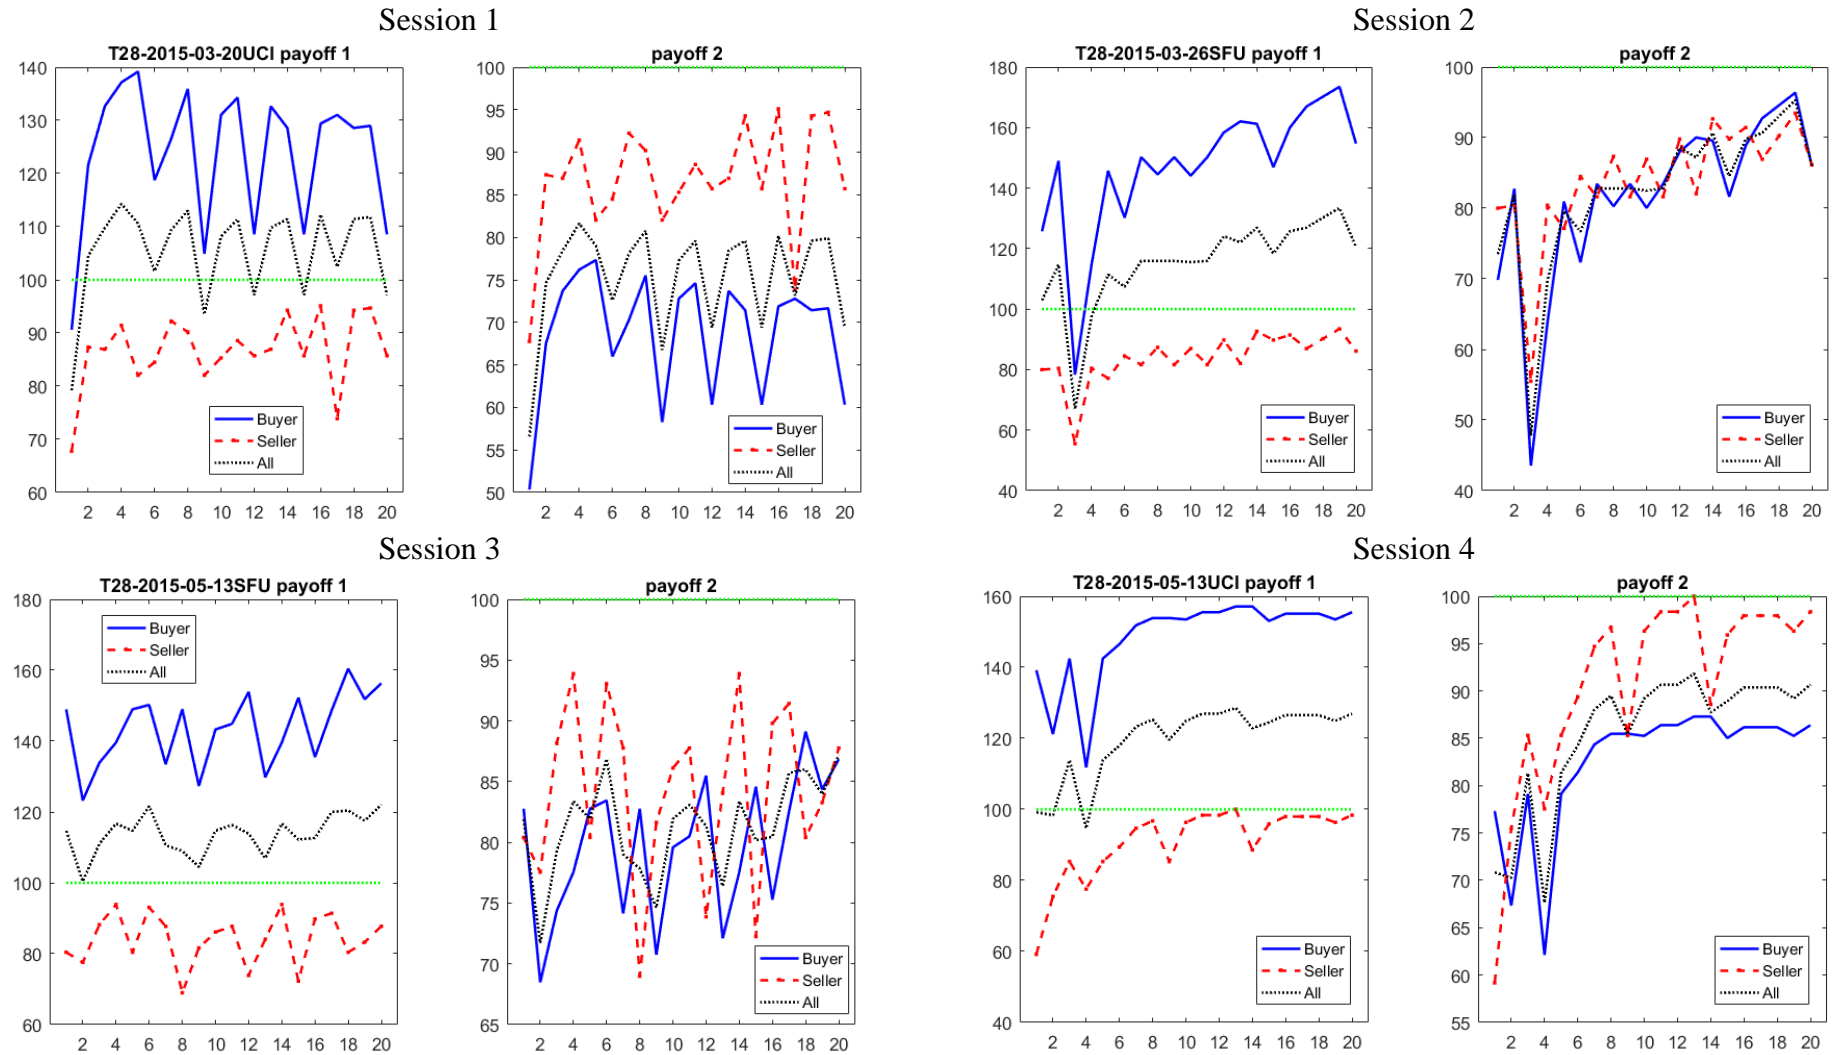 Session 1
T28-2015-03-20UCI payoff 1
140
130
120
110
100
90
80
70
60
2 4 6 8 10 12 14 16 18 20
Buyer
Seller
All
payoff 2
100
95
90
85
80
75
70
65
60
55
50
2 4 6 8 10 12 14 16 18 20
Buyer
Seller
All
Session 2
T28-2015-03-26SFU payoff 1
180
160
140
120
100
80
60
40
2 4 6 8 10 12 14 16 18 20
Buyer
Seller
All
payoff 2
100
90
80
70
60
50
40
2 4 6 8 10 12 14 16 18 20
Buyer
Seller
All
Session 3
T28-2015-05-13SFU payoff 1
180
160
140
120
100
80
60
2 4 6 8 10 12 14 16 18 20
Buyer
Seller
All
payoff 2
100
95
90
85
80
75
70
65
2 4 6 8 10 12 14 16 18 20
Buyer
Seller
All
Session 4
T28-2015-05-13UCI payoff 1
160
140
120
100
80
60
40
2 4 6 8 10 12 14 16 18 20
Buyer
Seller
All
payoff 2
100
95
90
85
80
75
70
65
60
55
2 4 6 8 10 12 14 16 18 20
Buyer
Seller
All